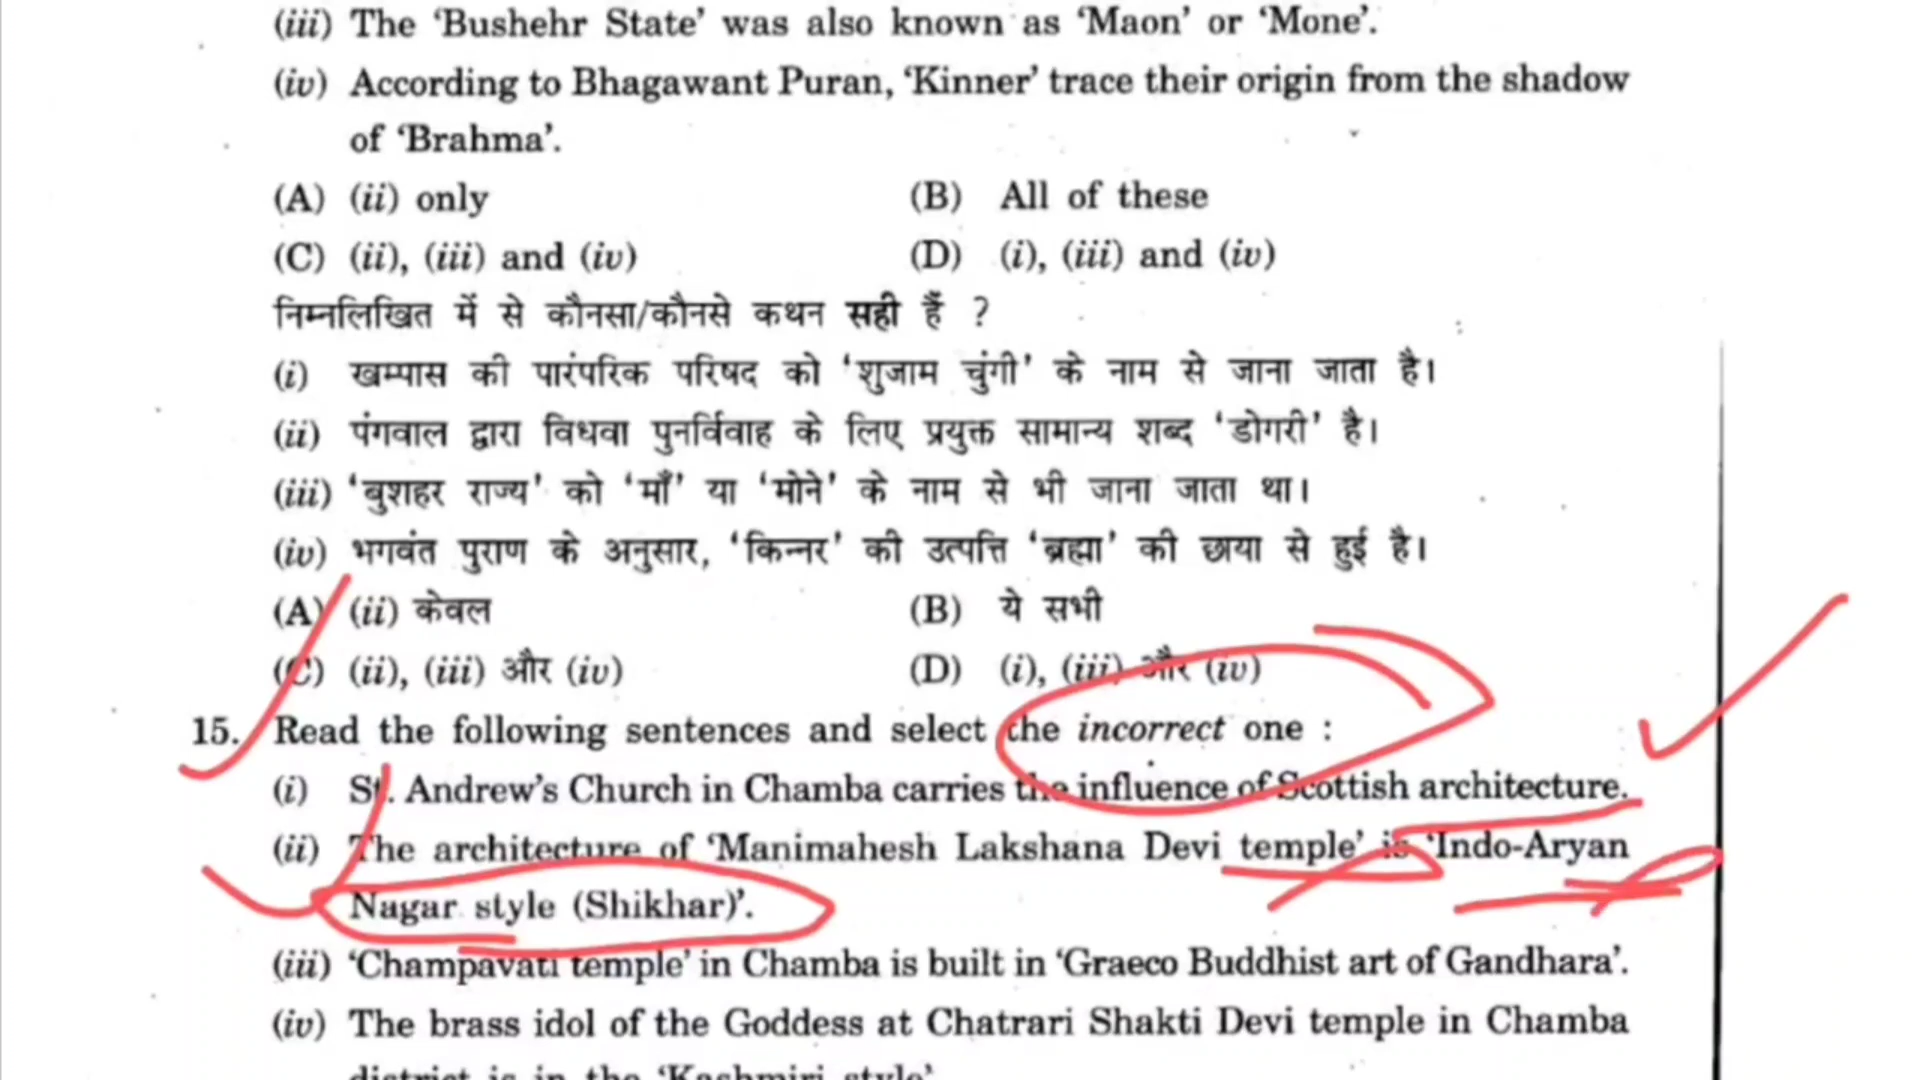 (iii) The ‘Bushehr State’ was also known as ‘Maon’ or ‘Mone’.
(iv) According to Bhagawant Puran, ‘Kinner’ trace their origin from the shadow
of ‘Brahma’.
(A) (ii) only (B) All of these
(C) (ii), (iii) and (iv) (D) (i), (iii) and (iv)
निम्नलिखित में से कौनसा/कौनसे कथन सही हैं ?
(i) खम्पास की पारंपरिक परिषद को ‘शुजाम चुंगी’ के नाम से जाना जाता है।
(ii) पंगवाल द्वारा विधवा पुनर्विवाह के लिए प्रयुक्त सामान्य शब्द ‘डोगरी’ है।
(iii) ‘बुशहर राज्य’ को ‘माँ’ या ‘मोने’ के नाम से भी जाना जाता था।
(iv) भगवंत पुराण के अनुसार, ‘किन्नर’ की उत्पत्ति ‘ब्रह्मा’ की छाया से हुई है।
(A) (ii) केवल (B) ये सभी
(C) (ii), (iii) और (iv) (D) (i), (iii) और (iv)
15. Read the following sentences and select the incorrect one :
(i) St. Andrew’s Church in Chamba carries the influence of Scottish architecture.
(ii) The architecture of ‘Manimahesh Lakshana Devi temple’ is ‘Indo-Aryan
Nagar style (Shikhar)’.
(iii) ‘Champavati temple’ in Chamba is built in ‘Graeco Buddhist art of Gandhara’.
(iv) The brass idol of the Goddess at Chatrari Shakti Devi temple in Chamba
district is in the ‘Kashmiri style’